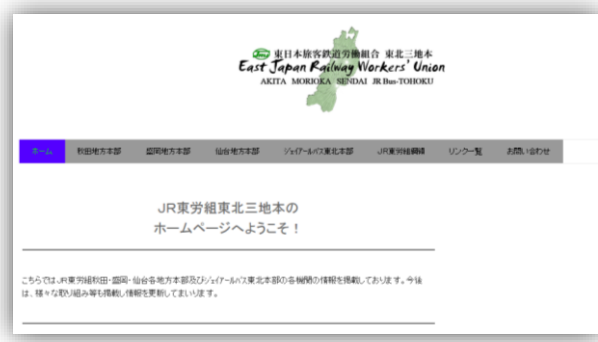 東日本旅客鉄道労働組合 東北三地本
East Japan Railway Workers' Union
AKITA MORIOKA SENDAI JR Bus-TOHOKU
ホーム 秋田地方本部 盛岡地方本部 仙台地方本部 ジェイアールバス東北本部 JR東労組綱領 リンク一覧 お問い合わせ
JR東労組東北三地本の
ホームページへようこそ！
こちらではJR東労組秋田・盛岡・仙台各地方本部及びジェイアールバス東北本部の各機関の情報を掲載しております。今後
は、様々な取り組み等も掲載し情報を更新してまいります。